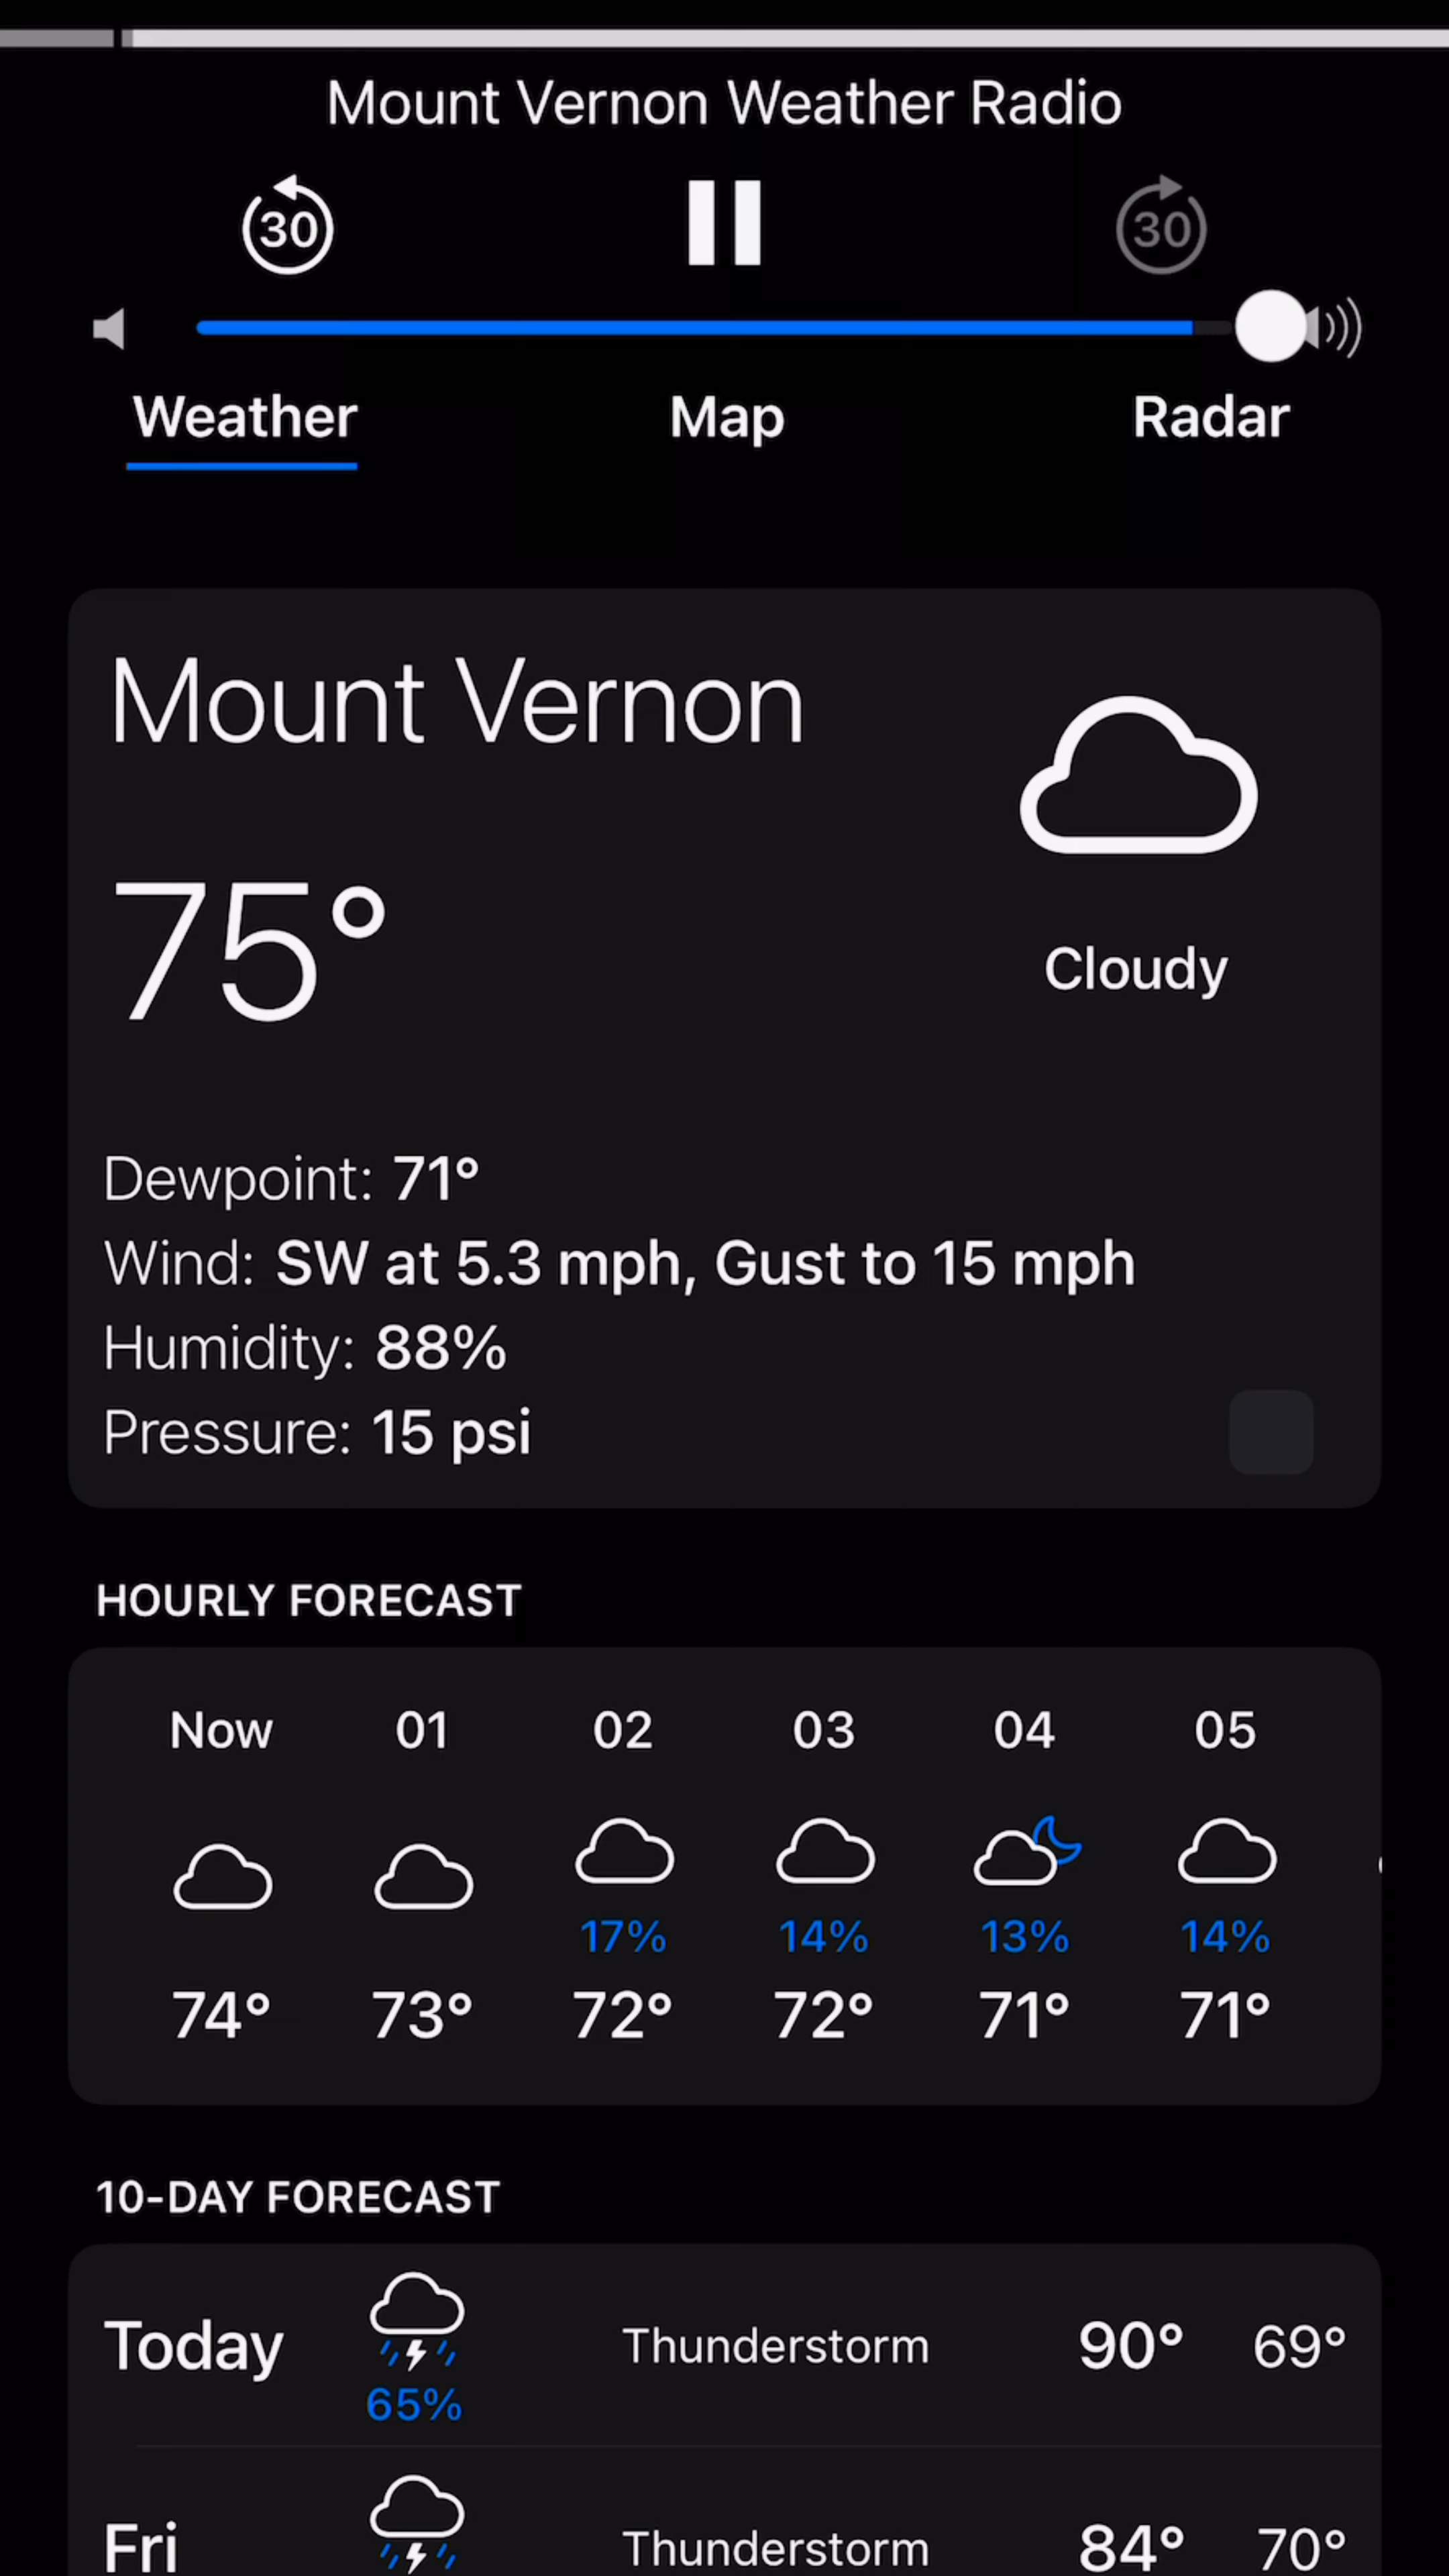 Mount Vernon Weather Radio
30 30
Weather Map Radar
Mount Vernon
75°
Cloudy
Dewpoint: 71°
Wind: SW at 5.3 mph, Gust to 15 mph
Humidity: 88%
Pressure: 15 psi
HOURLY FORECAST
Now 01 02 03 04 05
17% 14% 13% 14%
74° 73° 72° 72° 71° 71°
10-DAY FORECAST
Today Thunderstorm 90° 69°
65%
Fri Thunderstorm 84° 70°